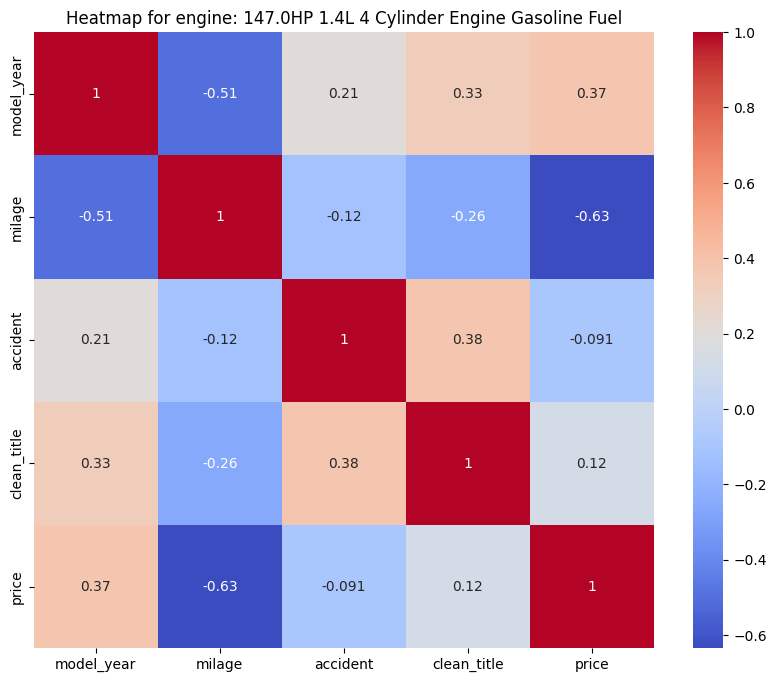 Heatmap for engine: 147.0HP 1.4L 4 Cylinder Engine Gasoline Fuel
model_year 1 -0.51 0.21 0.33 0.37
milage -0.51 1 -0.12 -0.26 -0.63
accident 0.21 -0.12 1 0.38 -0.091
clean_title 0.33 -0.26 0.38 1 0.12
price 0.37 -0.63 -0.091 0.12 1
model_year milage accident clean_title price
1.0
0.8
0.6
0.4
0.2
0.0
−0.2
−0.4
−0.6